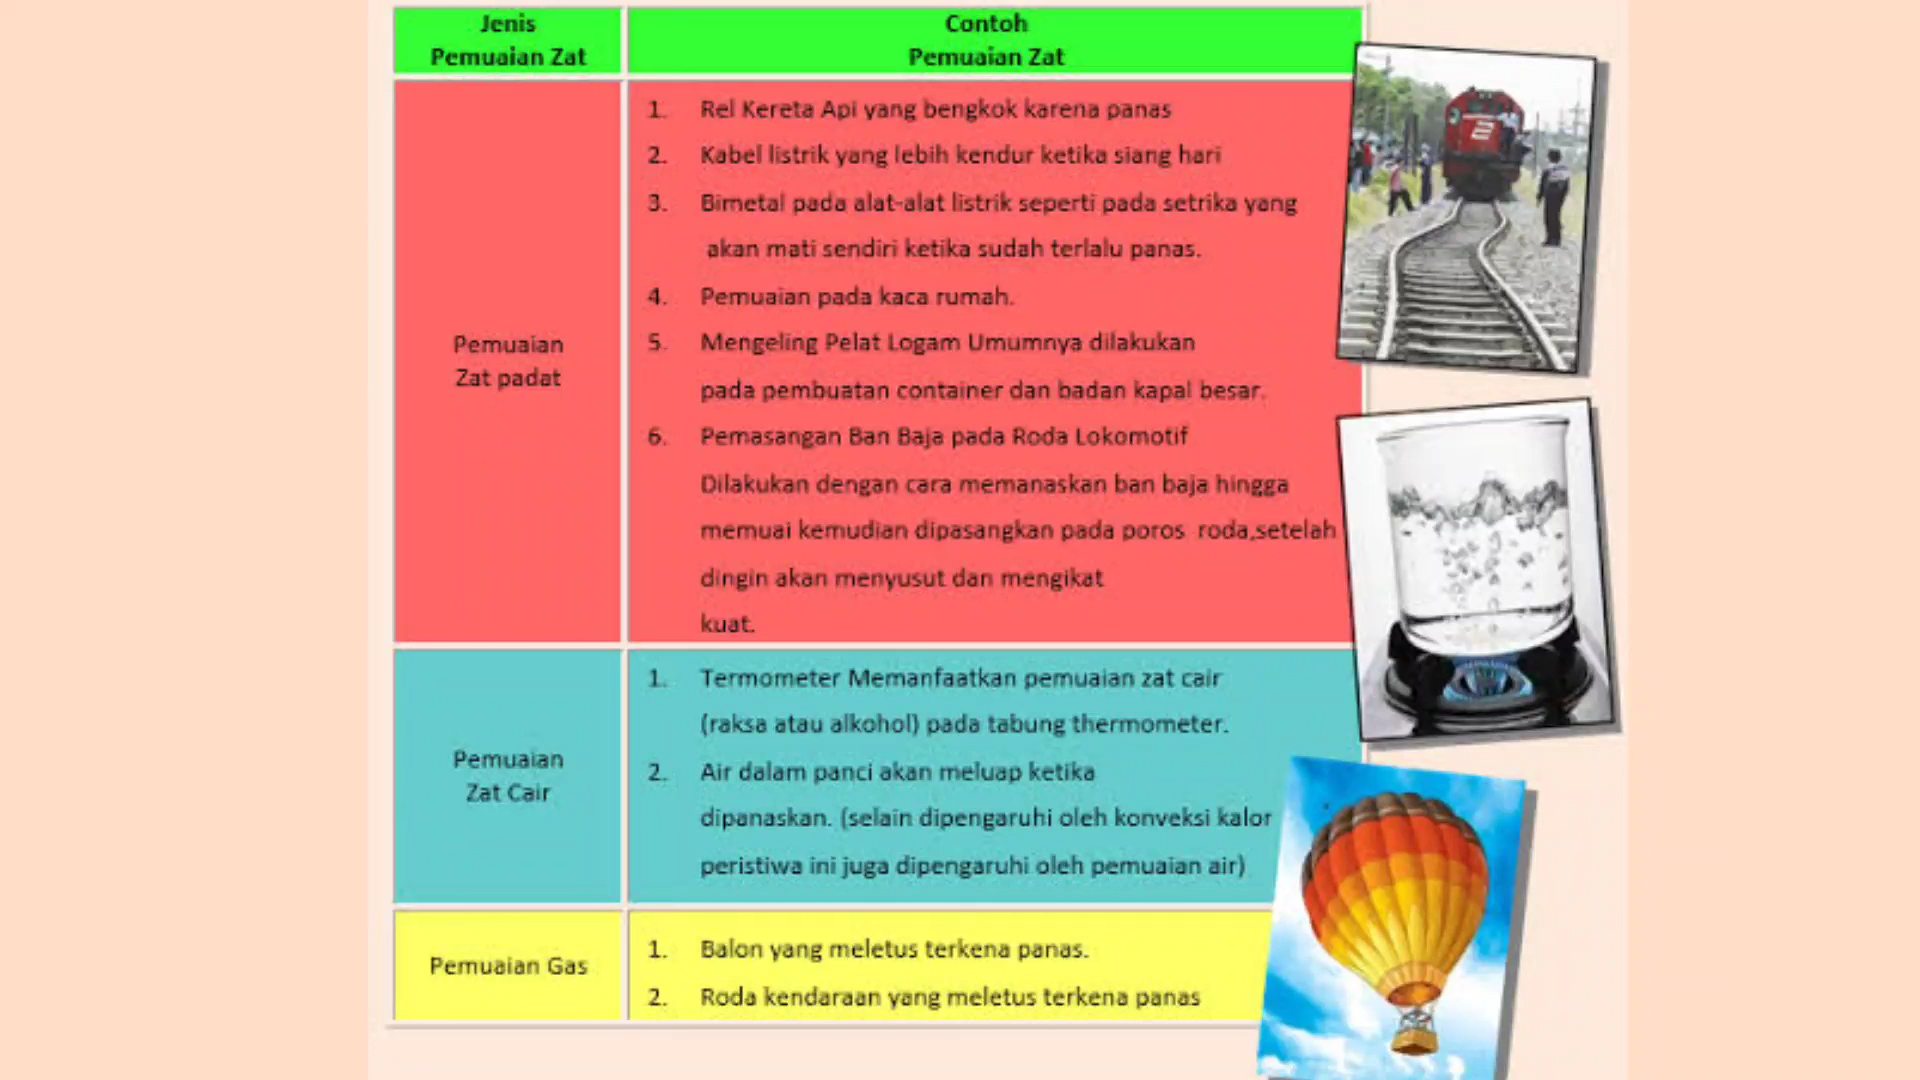 Jenis
Pemuaian Zat
Contoh
Pemuaian Zat
Pemuaian
Zat padat
1. Rel Kereta Api yang bengkok karena panas
2. Kabel listrik yang lebih kendur ketika siang hari
3. Bimetal pada alat-alat listrik seperti pada setrika yang
akan mati sendiri ketika sudah terlalu panas.
4. Pemuaian pada kaca rumah.
5. Mengeling Pelat Logam Umumnya dilakukan
pada pembuatan container dan badan kapal besar.
6. Pemasangan Ban Baja pada Roda Lokomotif
Dilakukan dengan cara memanaskan ban baja hingga
memuai kemudian dipasangkan pada poros roda,setelah
dingin akan menyusut dan mengikat
kuat.
Pemuaian
Zat Cair
1. Termometer Memanfaatkan pemuaian zat cair
(raksa atau alkohol) pada tabung thermometer.
2. Air dalam panci akan meluap ketika
dipanaskan. (selain dipengaruhi oleh konveksi kalor
peristiwa ini juga dipengaruhi oleh pemuaian air)
Pemuaian Gas
1. Balon yang meletus terkena panas.
2. Roda kendaraan yang meletus terkena panas